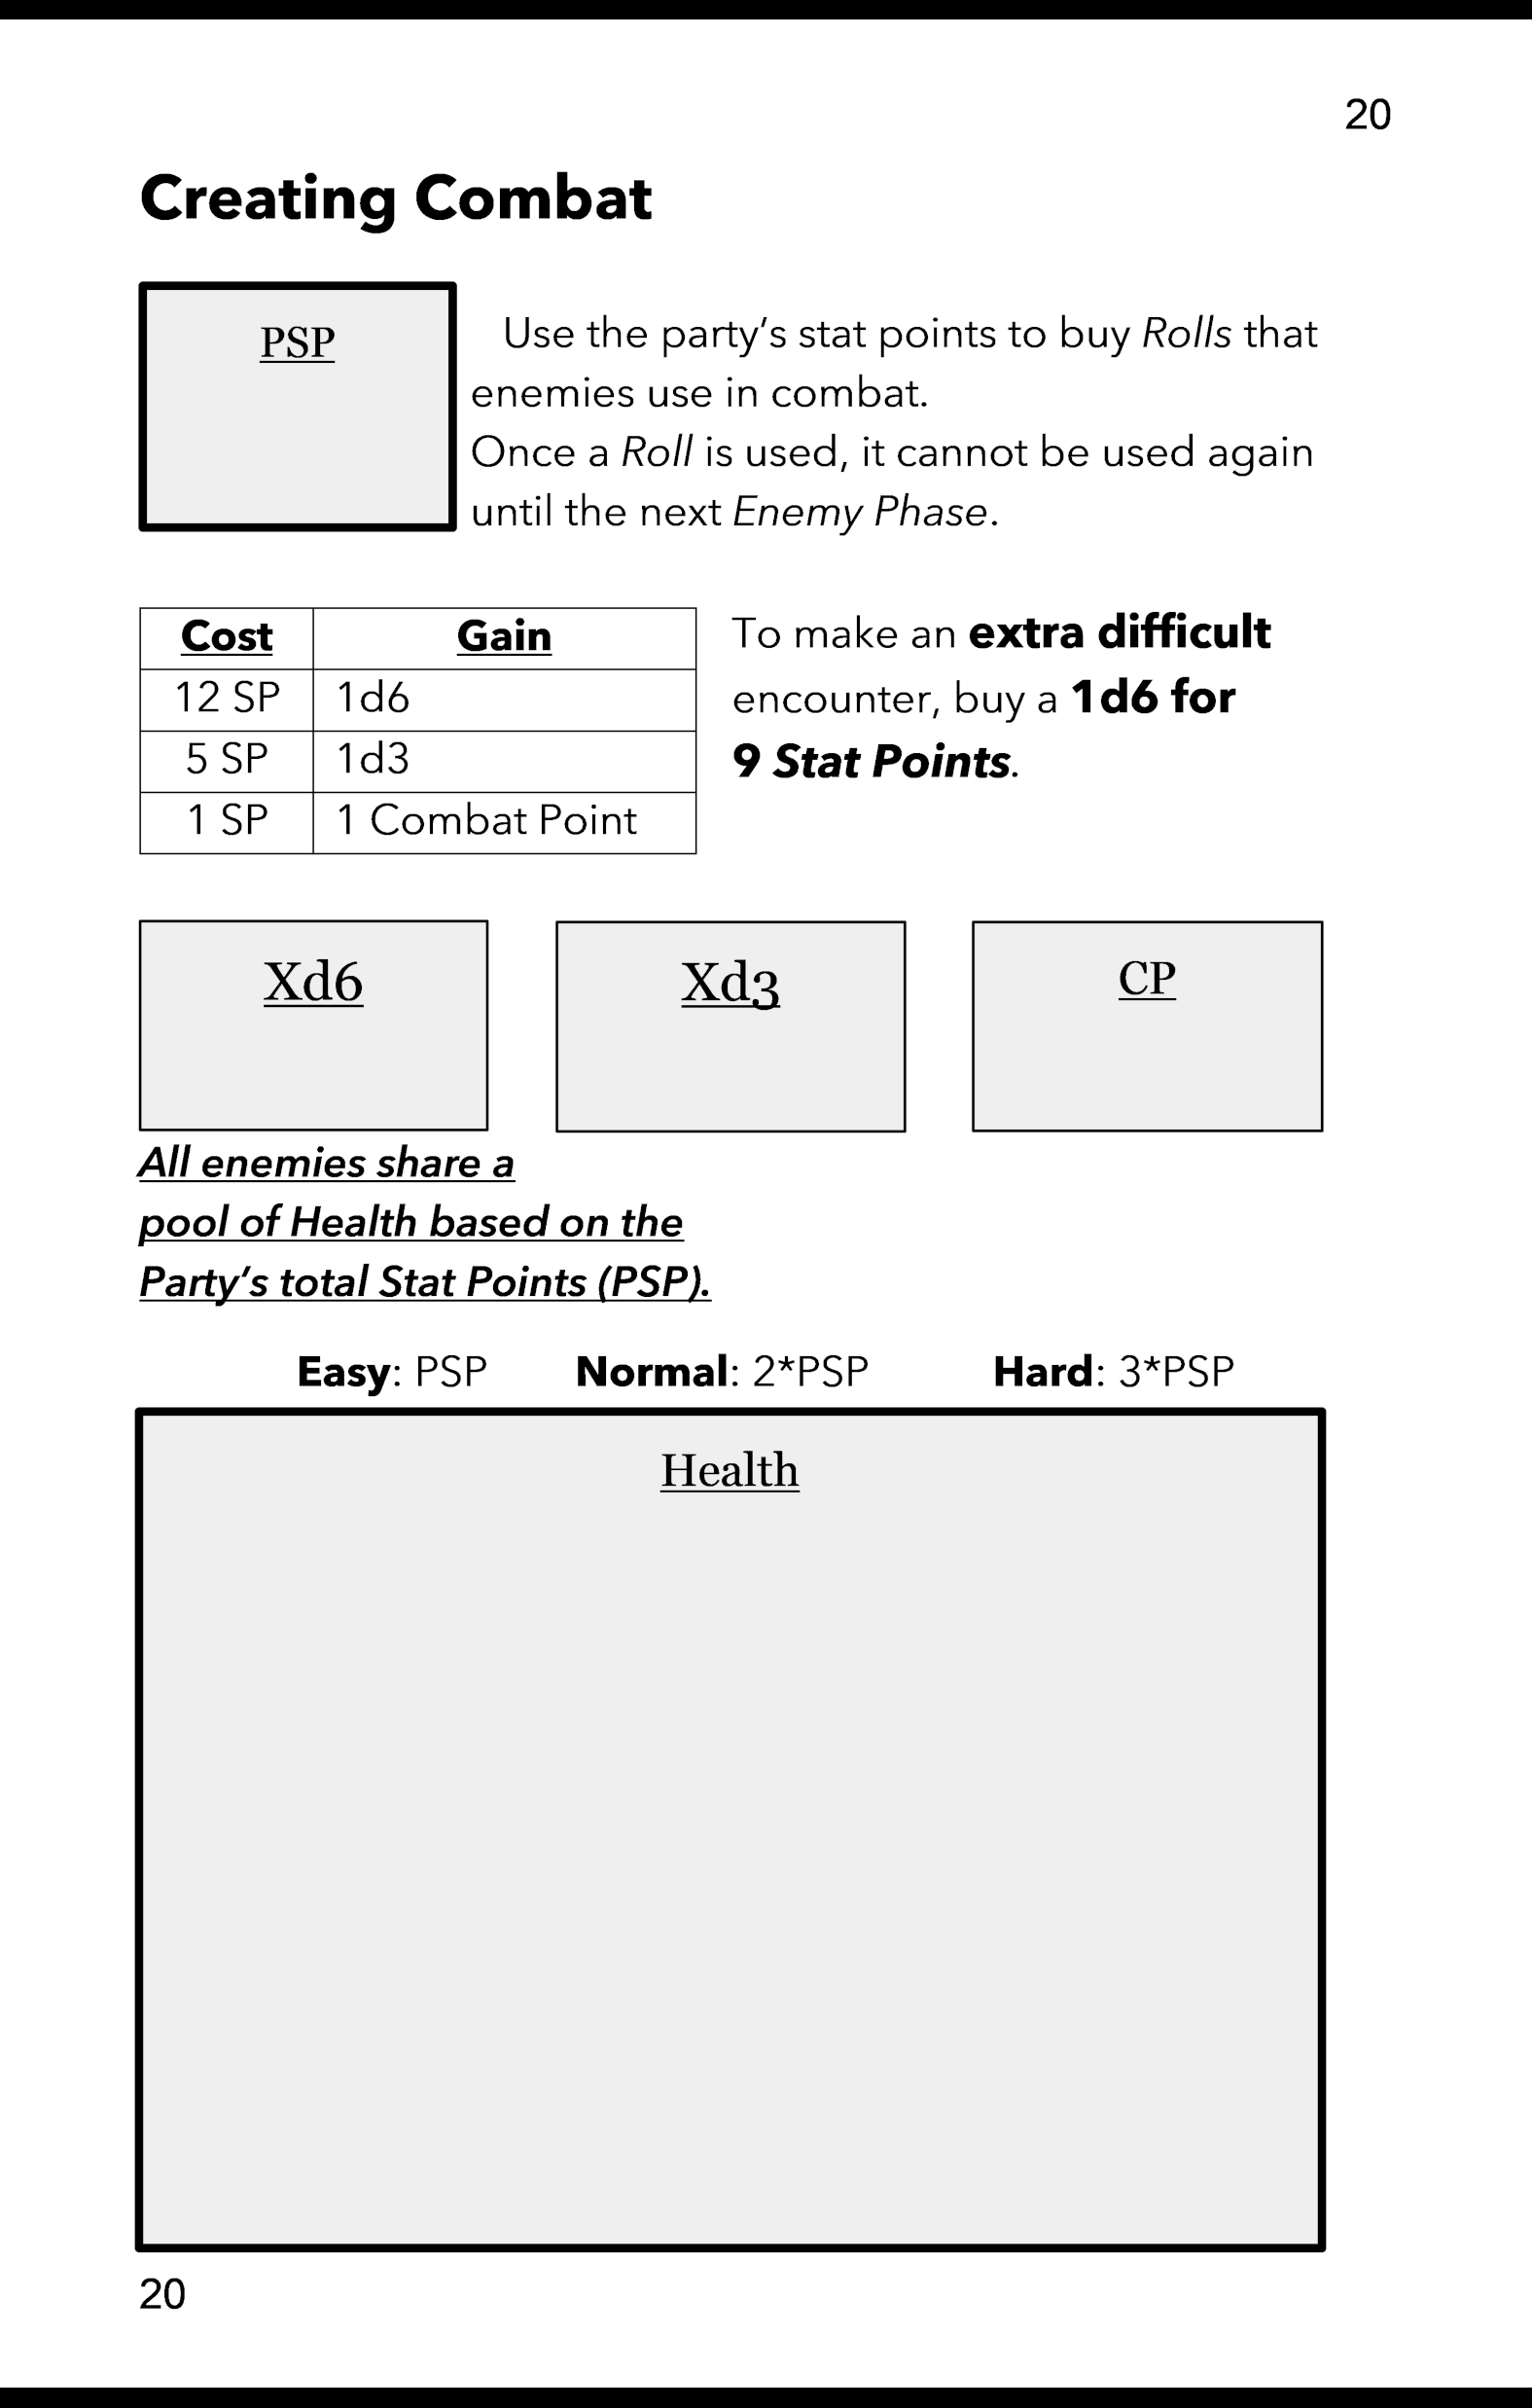 20
Creating Combat
PSP
Use the party’s stat points to buy Rolls that
enemies use in combat.
Once a Roll is used, it cannot be used again
until the next Enemy Phase.
Cost Gain
12 SP 1d6
5 SP 1d3
1 SP 1 Combat Point
To make an extra difficult
encounter, buy a 1d6 for
9 Stat Points.
Xd6 Xd3 CP
All enemies share a
pool of Health based on the
Party’s total Stat Points (PSP).
Easy: PSP Normal: 2*PSP Hard: 3*PSP
Health
20